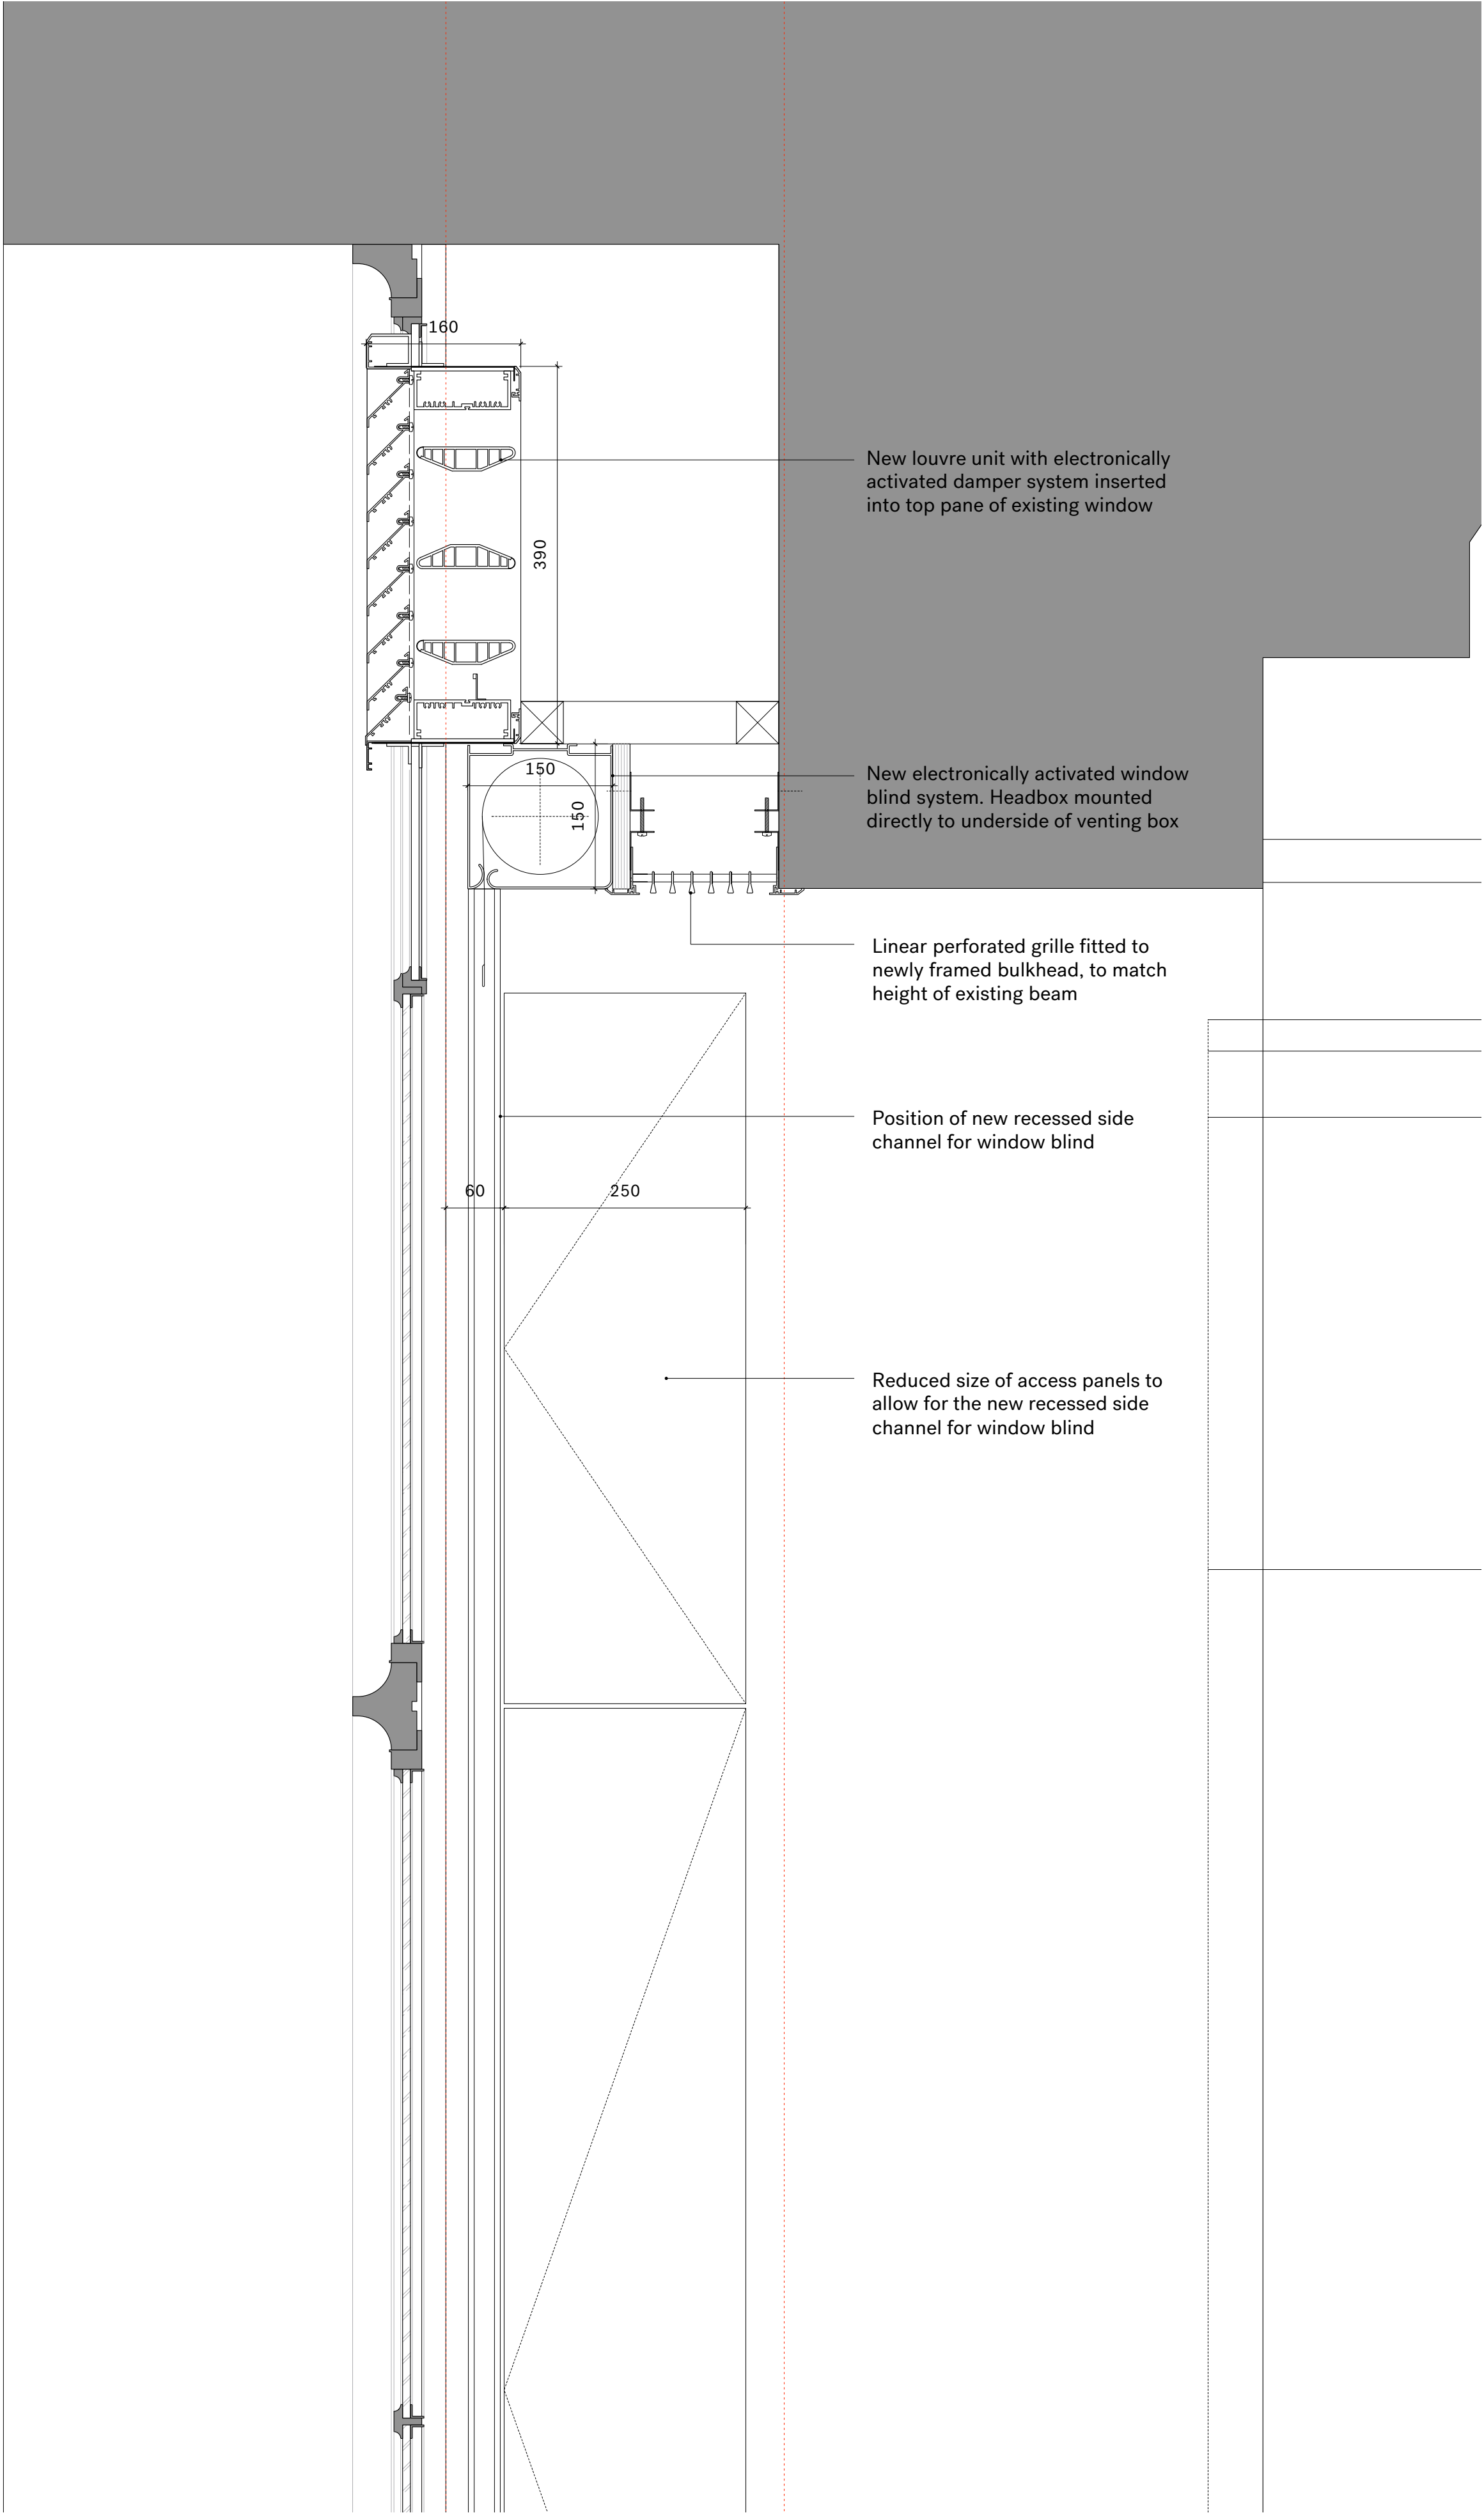 160
New louvre unit with electronically
activated damper system inserted
into top pane of existing window
390
150
150
New electronically activated window
blind system. Headbox mounted
directly to underside of venting box
Linear perforated grille fitted to
newly framed bulkhead, to match
height of existing beam
Position of new recessed side
channel for window blind
60
250
Reduced size of access panels to
allow for the new recessed side
channel for window blind